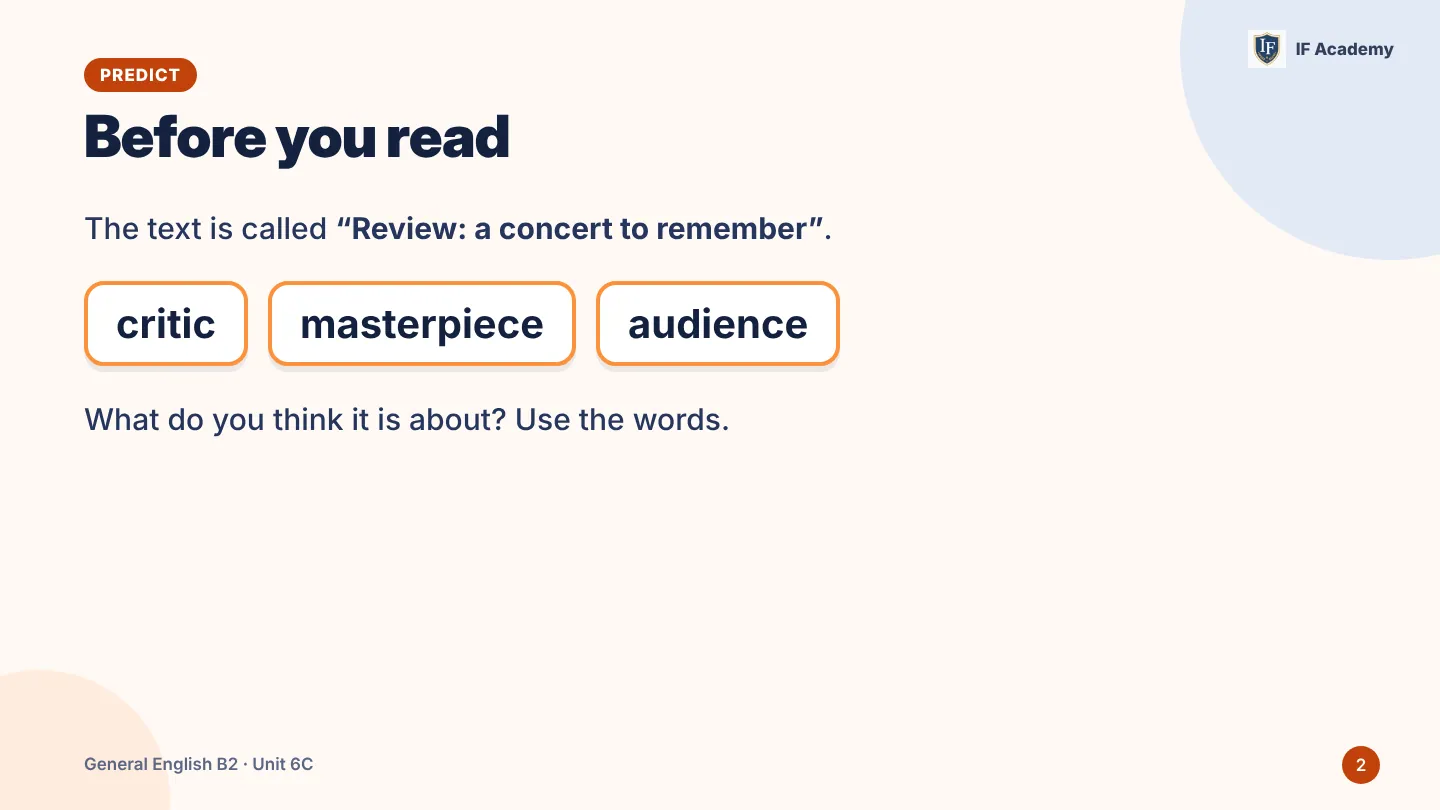 IF Academy
PREDICT
Before you read
The text is called “Review: a concert to remember”.
critic masterpiece audience
What do you think it is about? Use the words.
General English B2 · Unit 6C
2